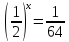 (1/2)^x = 1/64